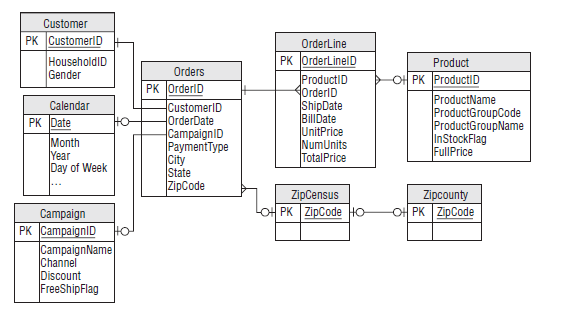 Customer
PK CustomerID
HouseholdID
Gender
Calendar
PK Date
Month
Year
Day of Week
...
Campaign
PK CampaignID
CampaignName
Channel
Discount
FreeShipFlag
Orders
PK OrderID
CustomerID
OrderDate
CampaignID
PaymentType
City
State
ZipCode
OrderLine
PK OrderLineID
ProductID
OrderID
ShipDate
BillDate
UnitPrice
NumUnits
TotalPrice
Product
PK ProductID
ProductName
ProductGroupCode
ProductGroupName
InStockFlag
FullPrice
ZipCensus
PK ZipCode
Zipcounty
PK ZipCode